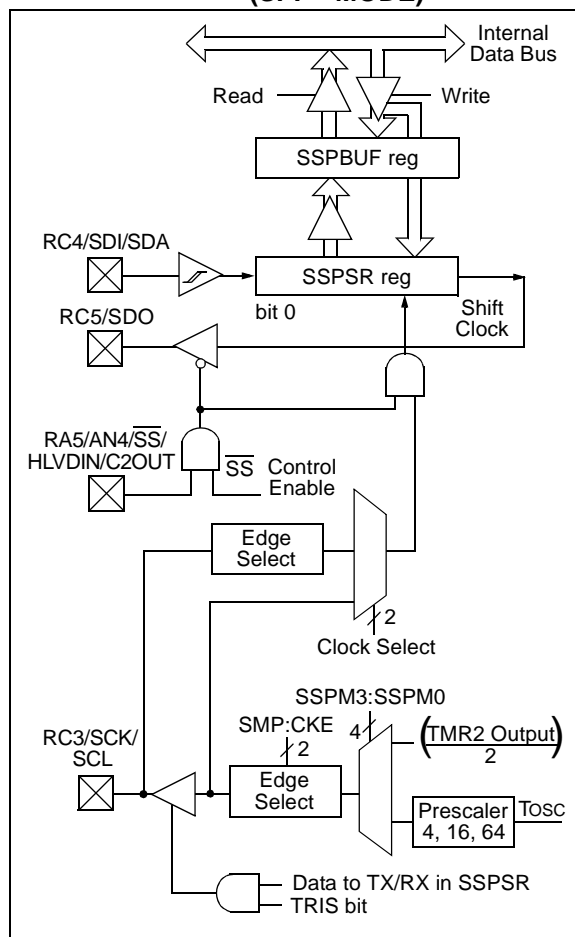 Internal
Data Bus
Read
Write
SSPBUF reg
RC4/SDI/SDA
SSPSR reg
bit 0
Shift
Clock
RC5/SDO
RA5/AN4/SS/
HLVDIN/C2OUT
SS Control
Enable
Edge
Select
2
Clock Select
SSPM3:SSPM0
SMP:CKE
4
2
(TMR2 Output)
2
RC3/SCK/
SCL
Edge
Select
Prescaler
4, 16, 64
TOSC
Data to TX/RX in SSPSR
TRIS bit